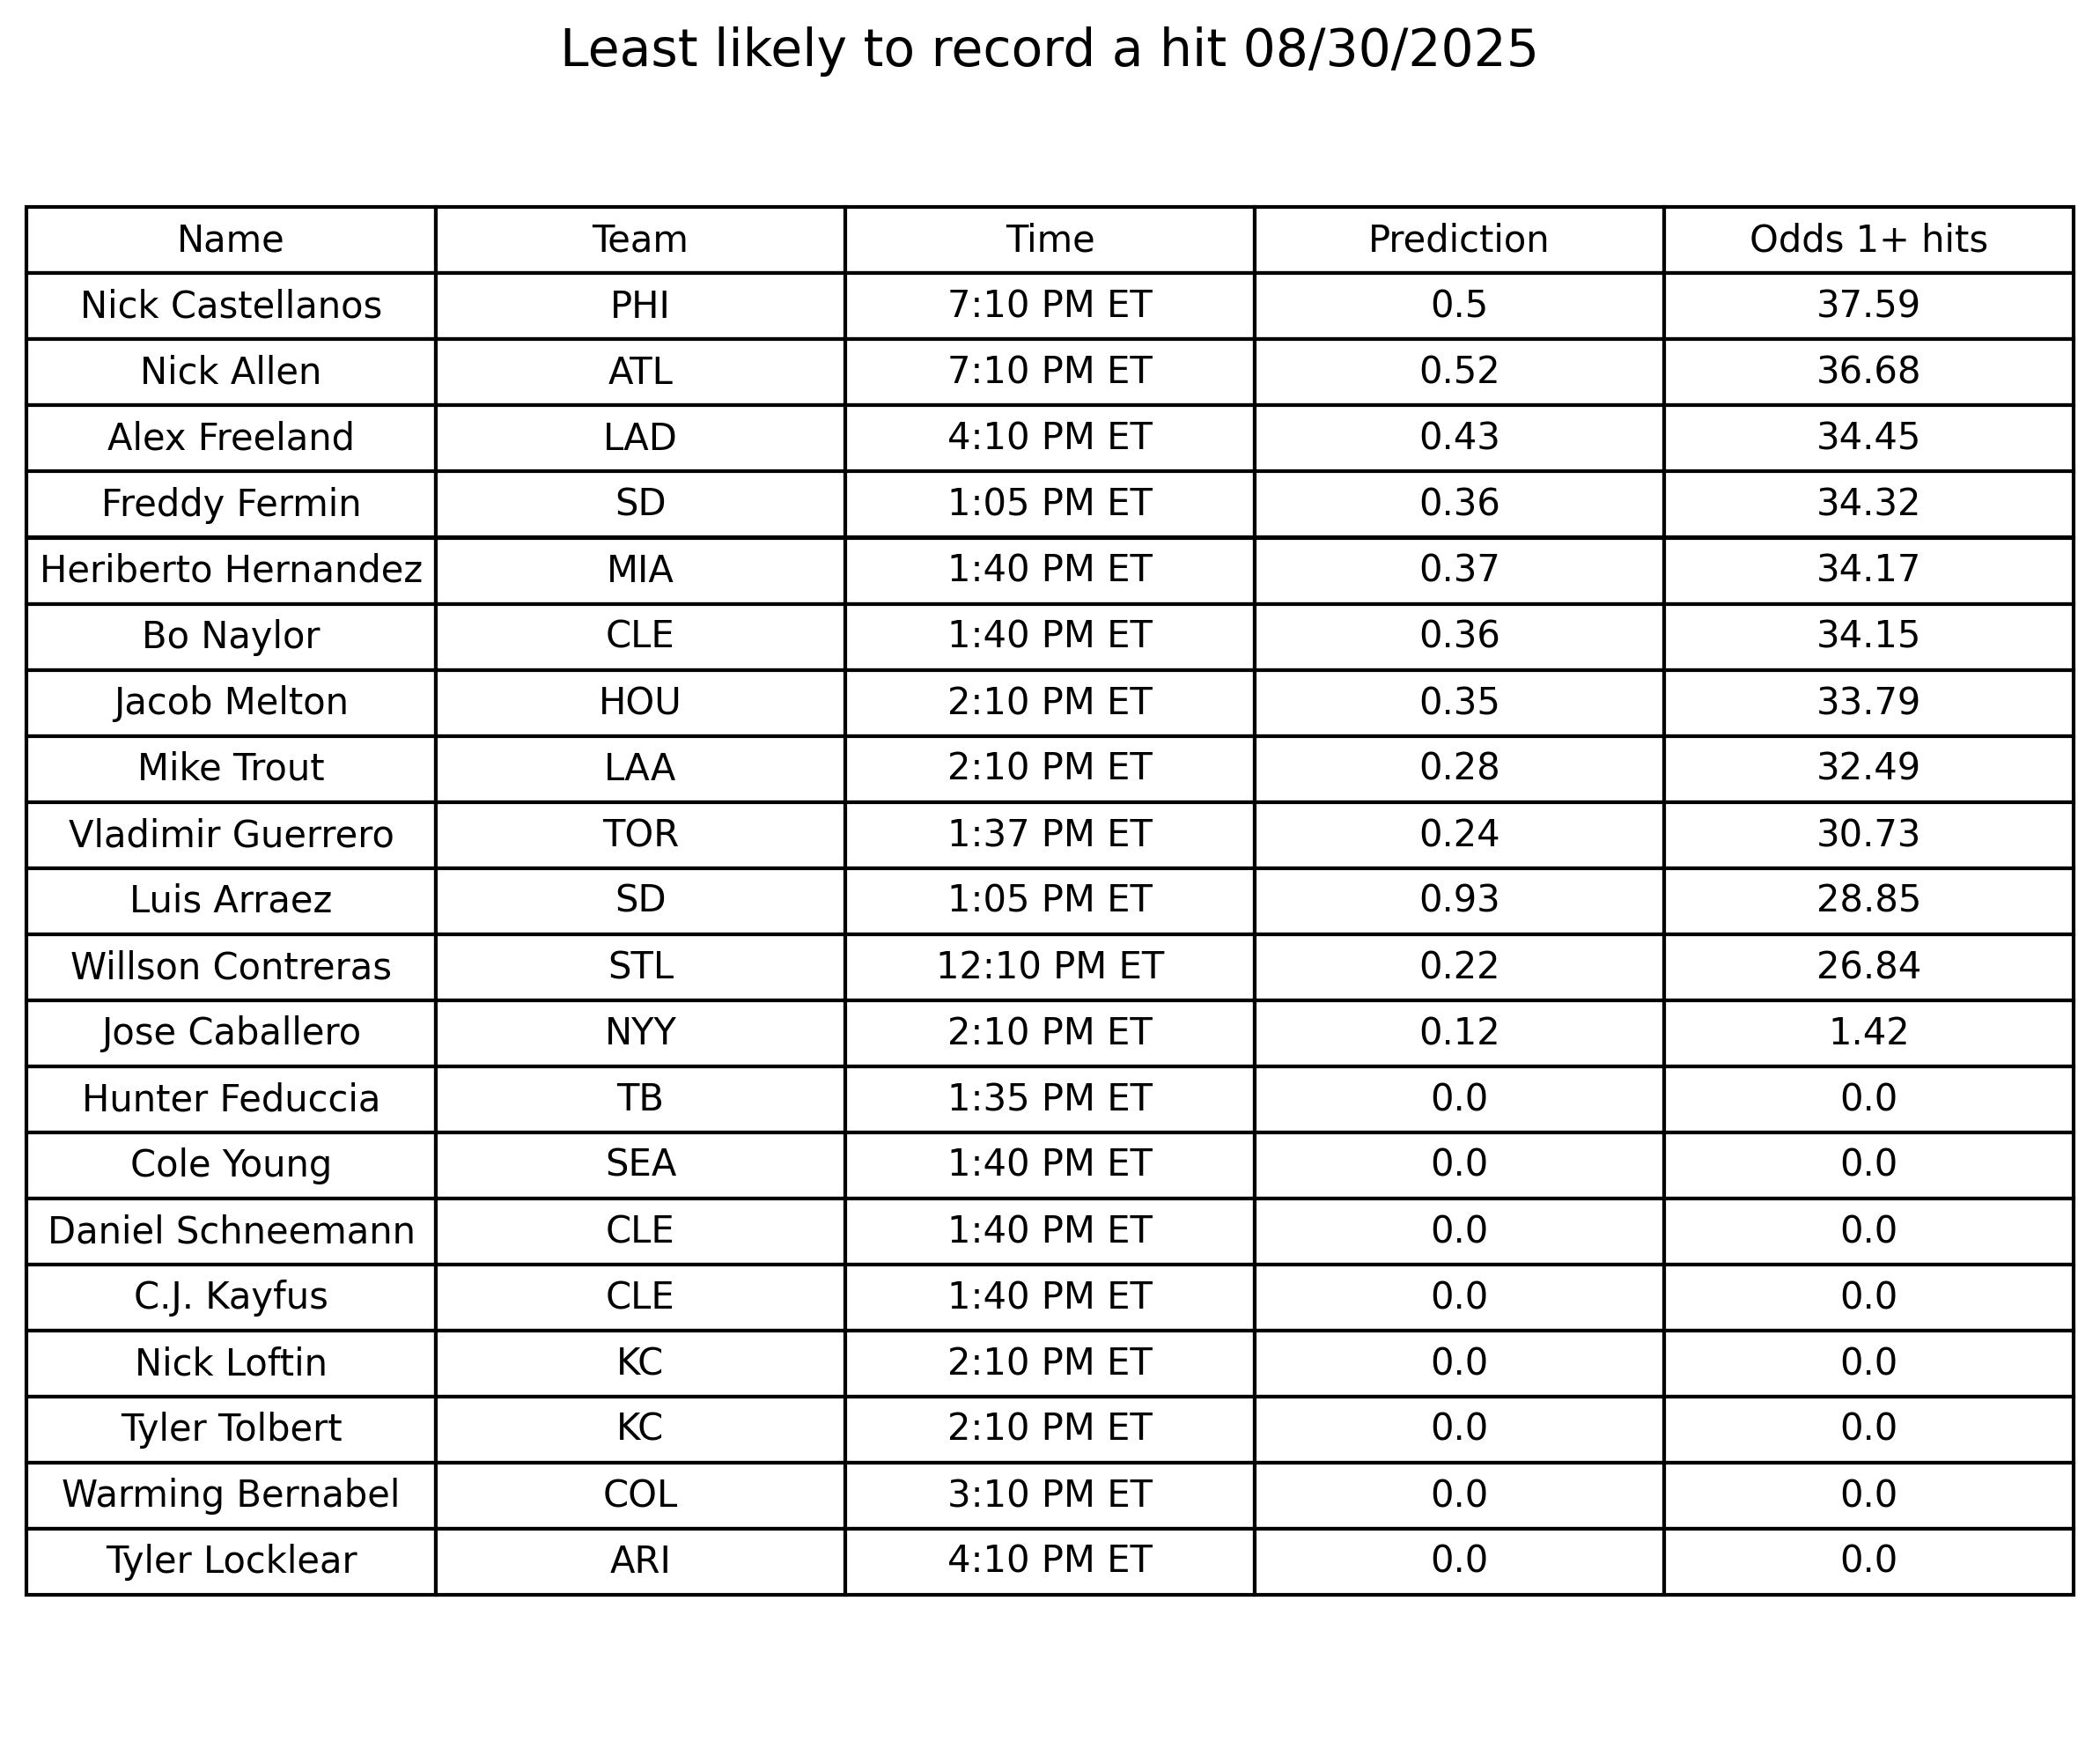 Least likely to record a hit 08/30/2025
Name Team Time Prediction Odds 1+ hits
Nick Castellanos PHI 7:10 PM ET 0.5 37.59
Nick Allen ATL 7:10 PM ET 0.52 36.68
Alex Freeland LAD 4:10 PM ET 0.43 34.45
Freddy Fermin SD 1:05 PM ET 0.36 34.32
Heriberto Hernandez MIA 1:40 PM ET 0.37 34.17
Bo Naylor CLE 1:40 PM ET 0.36 34.15
Jacob Melton HOU 2:10 PM ET 0.35 33.79
Mike Trout LAA 2:10 PM ET 0.28 32.49
Vladimir Guerrero TOR 1:37 PM ET 0.24 30.73
Luis Arraez SD 1:05 PM ET 0.93 28.85
Willson Contreras STL 12:10 PM ET 0.22 26.84
Jose Caballero NYY 2:10 PM ET 0.12 1.42
Hunter Feduccia TB 1:35 PM ET 0.0 0.0
Cole Young SEA 1:40 PM ET 0.0 0.0
Daniel Schneemann CLE 1:40 PM ET 0.0 0.0
C.J. Kayfus CLE 1:40 PM ET 0.0 0.0
Nick Loftin KC 2:10 PM ET 0.0 0.0
Tyler Tolbert KC 2:10 PM ET 0.0 0.0
Warming Bernabel COL 3:10 PM ET 0.0 0.0
Tyler Locklear ARI 4:10 PM ET 0.0 0.0